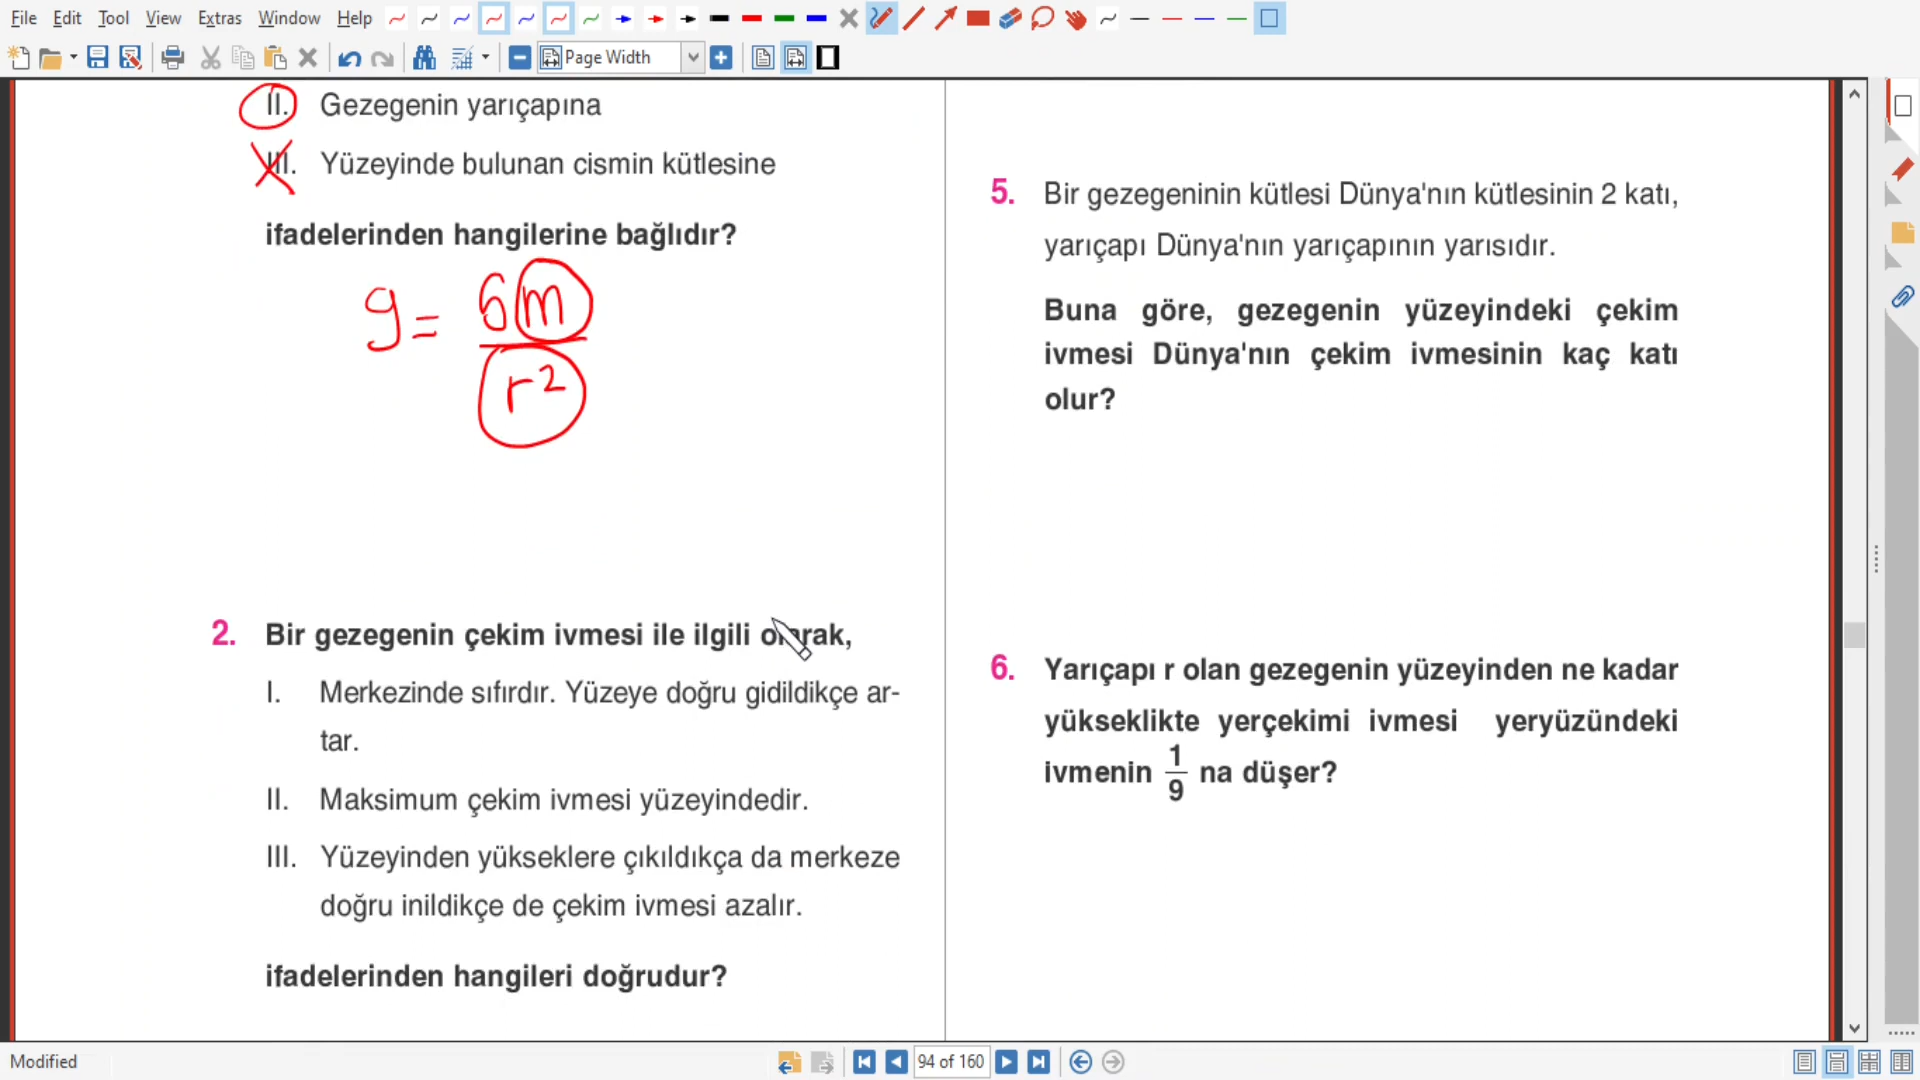 File Edit Tool View Extras Window Help
Page Width
II. Gezegenin yarıçapına
III. Yüzeyinde bulunan cismin kütlesine
ifadelerinden hangilerine bağlıdır?
g = Gm
r²
2. Bir gezegenin çekim ivmesi ile ilgili olarak,
I. Merkezinde sıfırdır. Yüzeye doğru gidildikçe ar-
tar.
II. Maksimum çekim ivmesi yüzeyindedir.
III. Yüzeyinden yükseklere çıkıldıkça da merkeze
doğru inildikçe de çekim ivmesi azalır.
ifadelerinden hangileri doğrudur?
5. Bir gezegeninin kütlesi Dünya'nın kütlesinin 2 katı,
yarıçapı Dünya'nın yarıçapının yarısıdır.
Buna göre, gezegenin yüzeyindeki çekim
ivmesi Dünya'nın çekim ivmesinin kaç katı
olur?
6. Yarıçapı r olan gezegenin yüzeyinden ne kadar
yükseklikte yerçekimi ivmesi yeryüzündeki
ivmenin 1/9 na düşer?
Modified
94 of 160